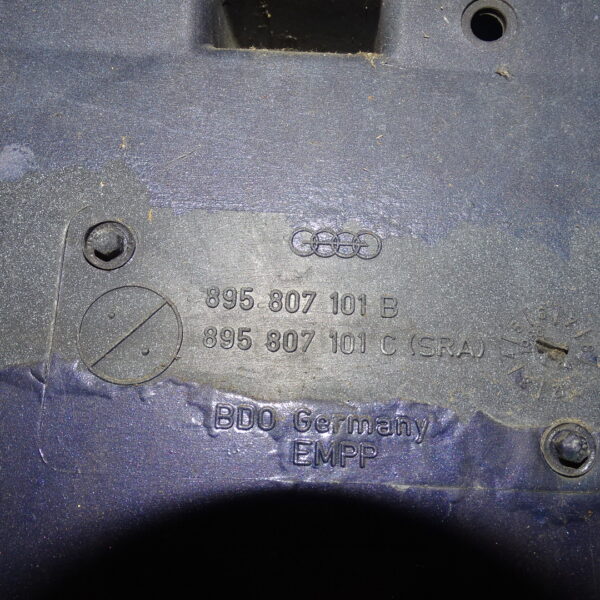 895 807 101 B
895 807 101 C (SRA)
BDO Germany
EMPP